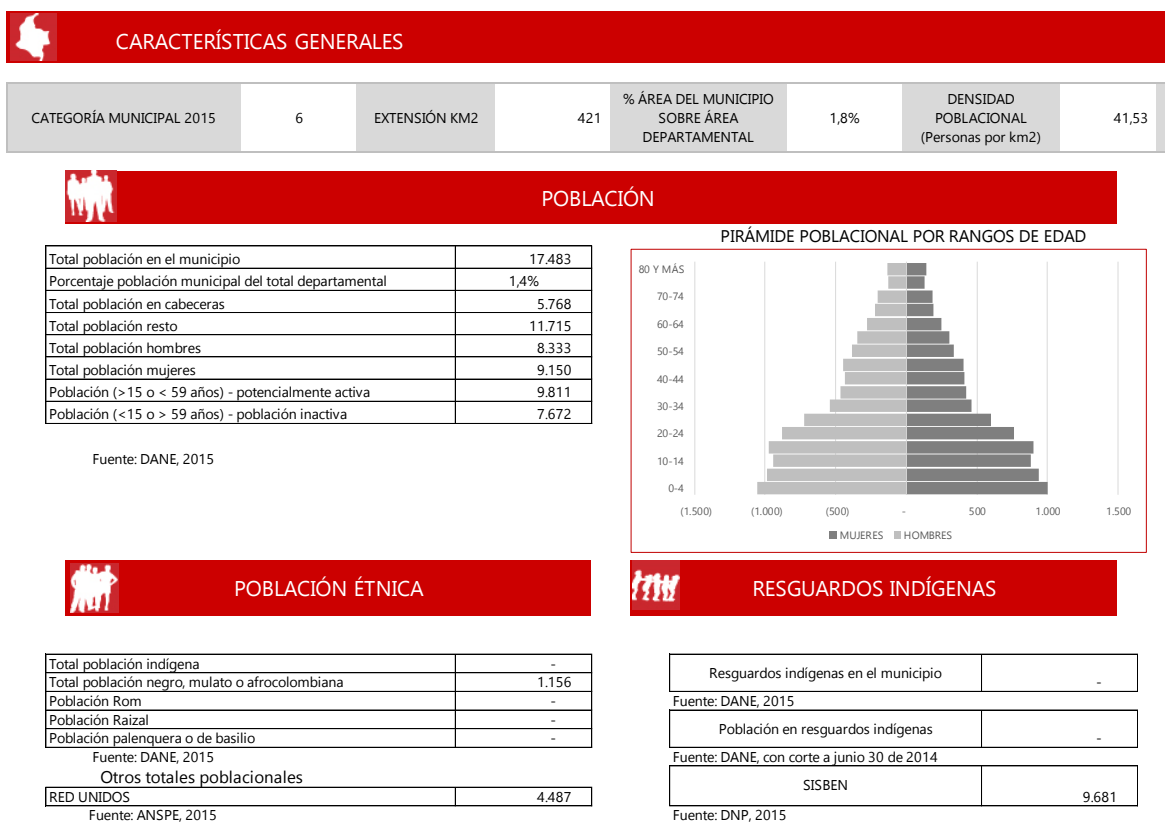 CARACTERÍSTICAS GENERALES
CATEGORÍA MUNICIPAL 2015 6 EXTENSIÓN KM2 421 % ÁREA DEL MUNICIPIO SOBRE ÁREA DEPARTAMENTAL 1,8% DENSIDAD POBLACIONAL (Personas por km2) 41,53
POBLACIÓN
Total población en el municipio 17.483
Porcentaje población municipal del total departamental 1,4%
Total población en cabeceras 5.768
Total población resto 11.715
Total población hombres 8.333
Total población mujeres 9.150
Población (>15 o < 59 años) - potencialmente activa 9.811
Población (<15 o > 59 años) - población inactiva 7.672
Fuente: DANE, 2015
PIRÁMIDE POBLACIONAL POR RANGOS DE EDAD
80 Y MÁS
70-74
60-64
50-54
40-44
30-34
20-24
10-14
0-4
(1.500) (1.000) (500) - 500 1.000 1.500
MUJERES HOMBRES
POBLACIÓN ÉTNICA
Total población indígena -
Total población negro, mulato o afrocolombiana 1.156
Población Rom -
Población Raizal -
Población palenquera o de basilio -
Fuente: DANE, 2015
Otros totales poblacionales
RED UNIDOS 4.487
Fuente: ANSPE, 2015
RESGUARDOS INDÍGENAS
Resguardos indígenas en el municipio -
Fuente: DANE, 2015
Población en resguardos indígenas -
Fuente: DANE, con corte a junio 30 de 2014
SISBEN 9.681
Fuente: DNP, 2015